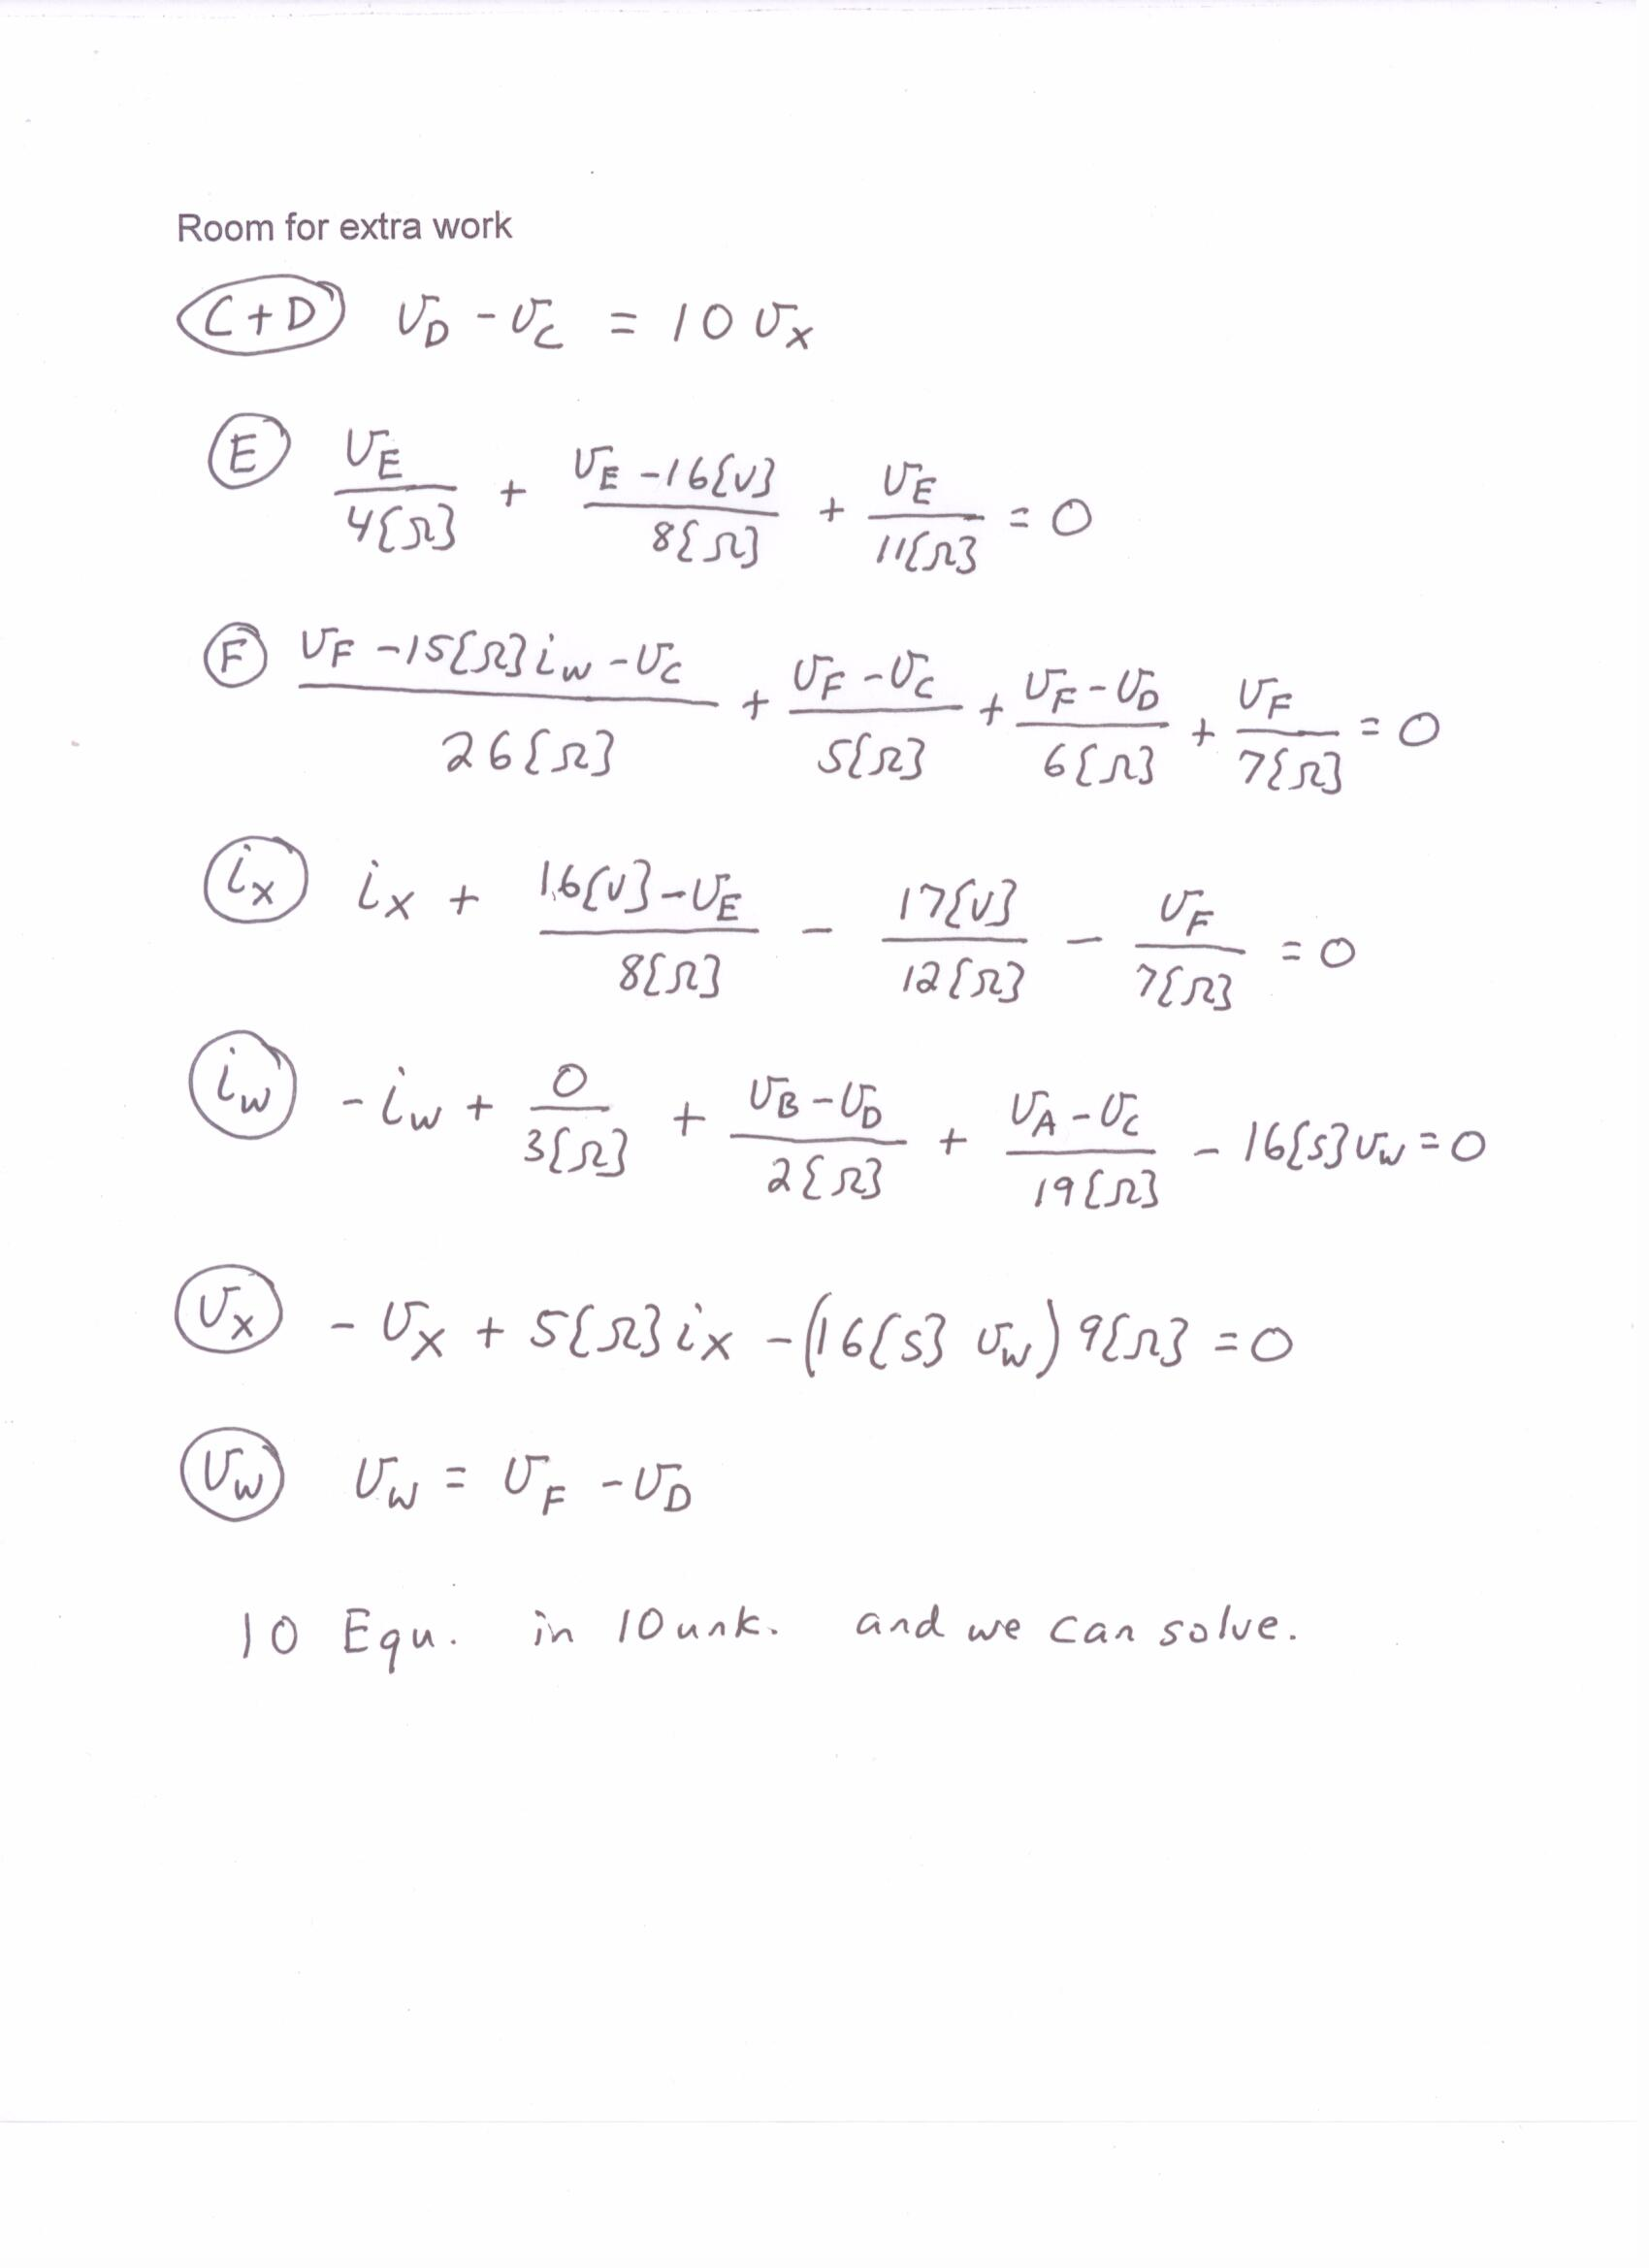 Room for extra work
(C+D) v_D - v_C = 10 v_x
(E) v_E / 4{Ω} + (v_E - 16{V}) / 8{Ω} + v_E / 11{Ω} = 0
(F) (v_F - 15{Ω} i_w - v_C) / 26{Ω} + (v_F - v_C) / 5{Ω} + (v_F - v_D) / 6{Ω} + v_F / 7{Ω} = 0
(i_x) i_x + (16{V} - v_E) / 8{Ω} - 17{V} / 12{Ω} - v_F / 7{Ω} = 0
(i_w) -i_w + 0 / 3{Ω} + (v_B - v_D) / 2{Ω} + (v_A - v_C) / 19{Ω} - 16{S} v_w = 0
(v_x) -v_x + 5{Ω} i_x - (16{S} v_w) 9{Ω} = 0
(v_w) v_w = v_F - v_D
10 Equ. in 10 unk. and we can solve.